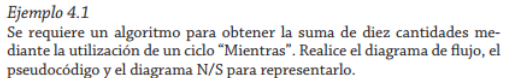 Ejemplo 4.1
Se requiere un algoritmo para obtener la suma de diez cantidades me-
diante la utilización de un ciclo “Mientras”. Realice el diagrama de flujo, el
pseudocódigo y el diagrama N/S para representarlo.